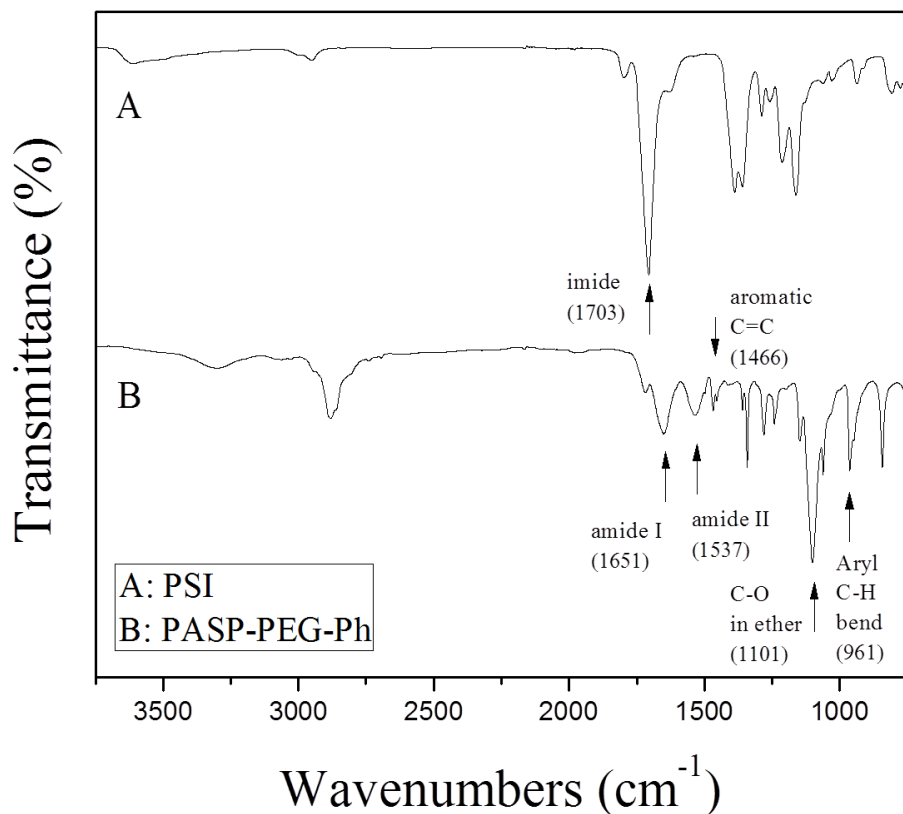 Transmittance (%)
A
imide
(1703)
aromatic
C=C
(1466)
B
amide I
(1651)
amide II
(1537)
C-O
in ether
(1101)
Aryl
C-H
bend
(961)
A: PSI
B: PASP-PEG-Ph
3500 3000 2500 2000 1500 1000
Wavenumbers (cm⁻¹)